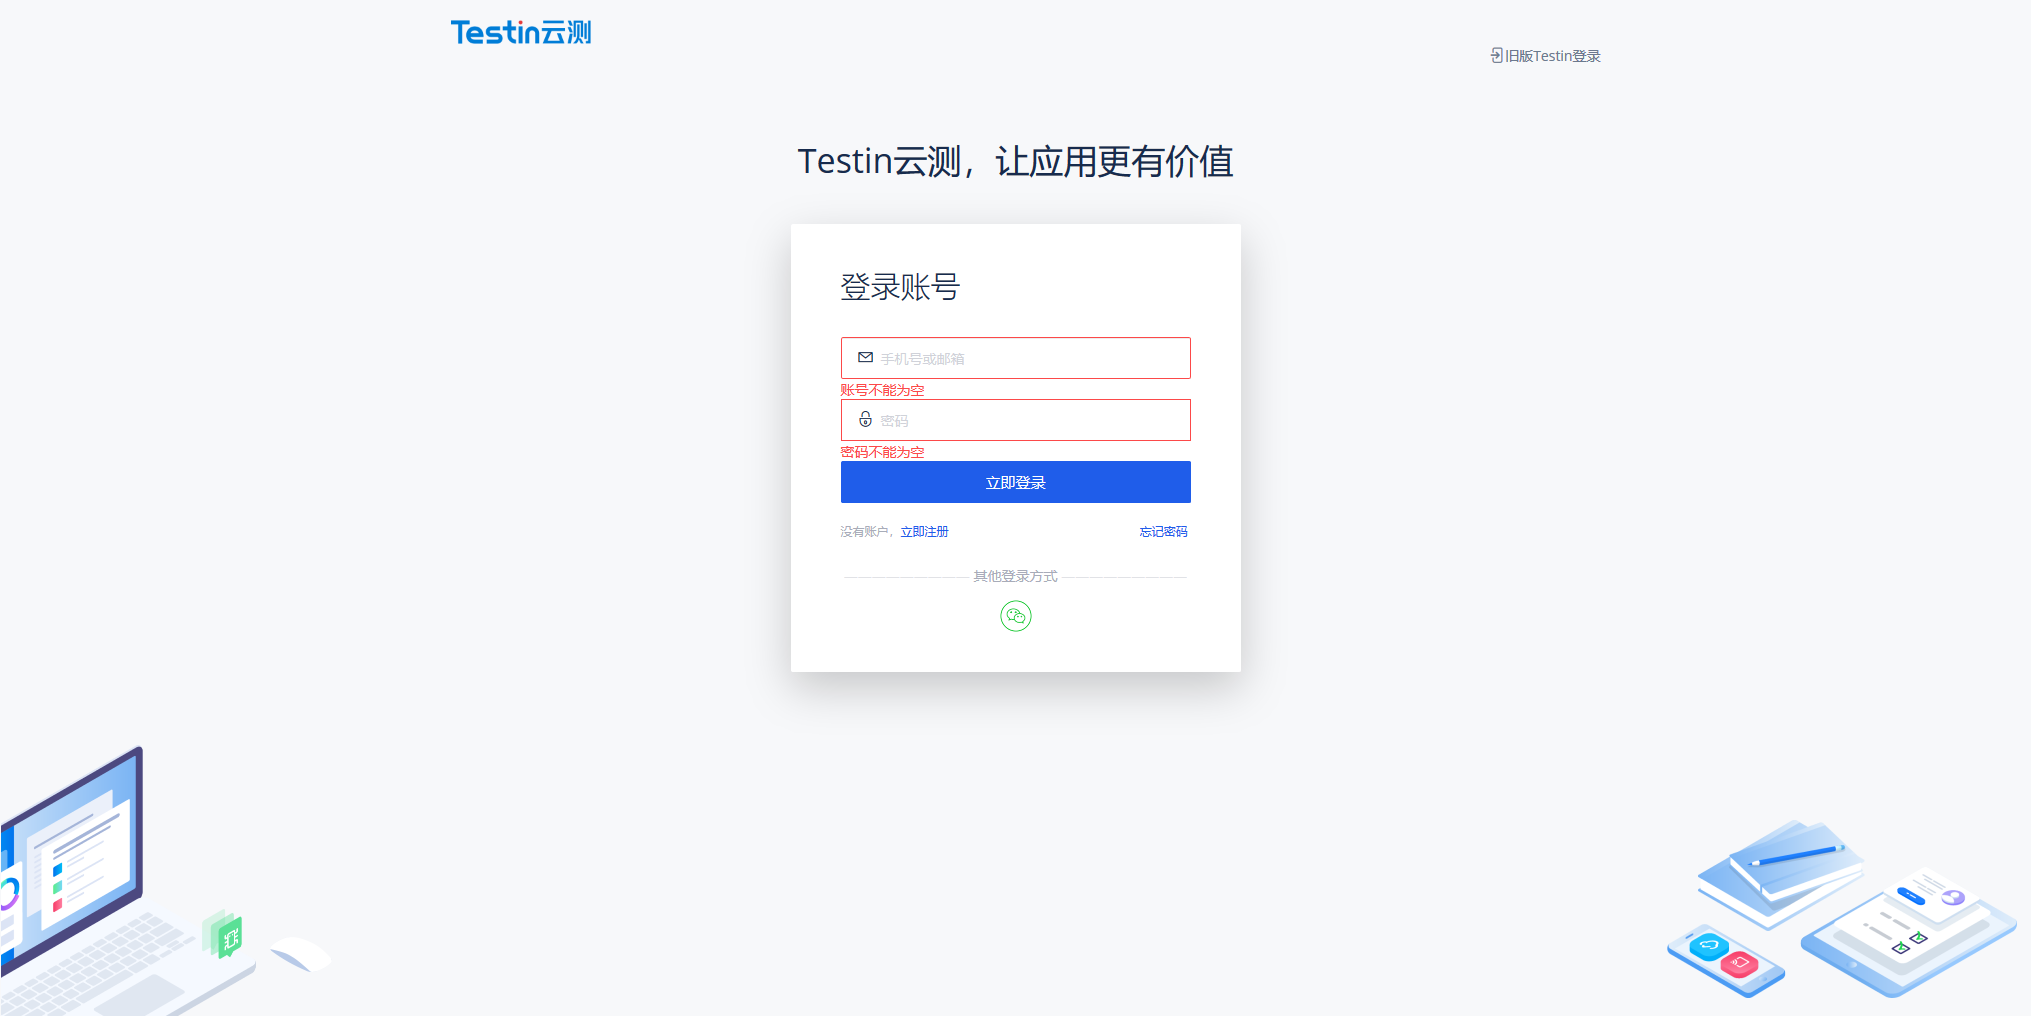 Testin云测
旧版Testin登录
Testin云测，让应用更有价值
登录账号
手机号或邮箱
账号不能为空
密码
密码不能为空
立即登录
没有账户，立即注册
忘记密码
其他登录方式